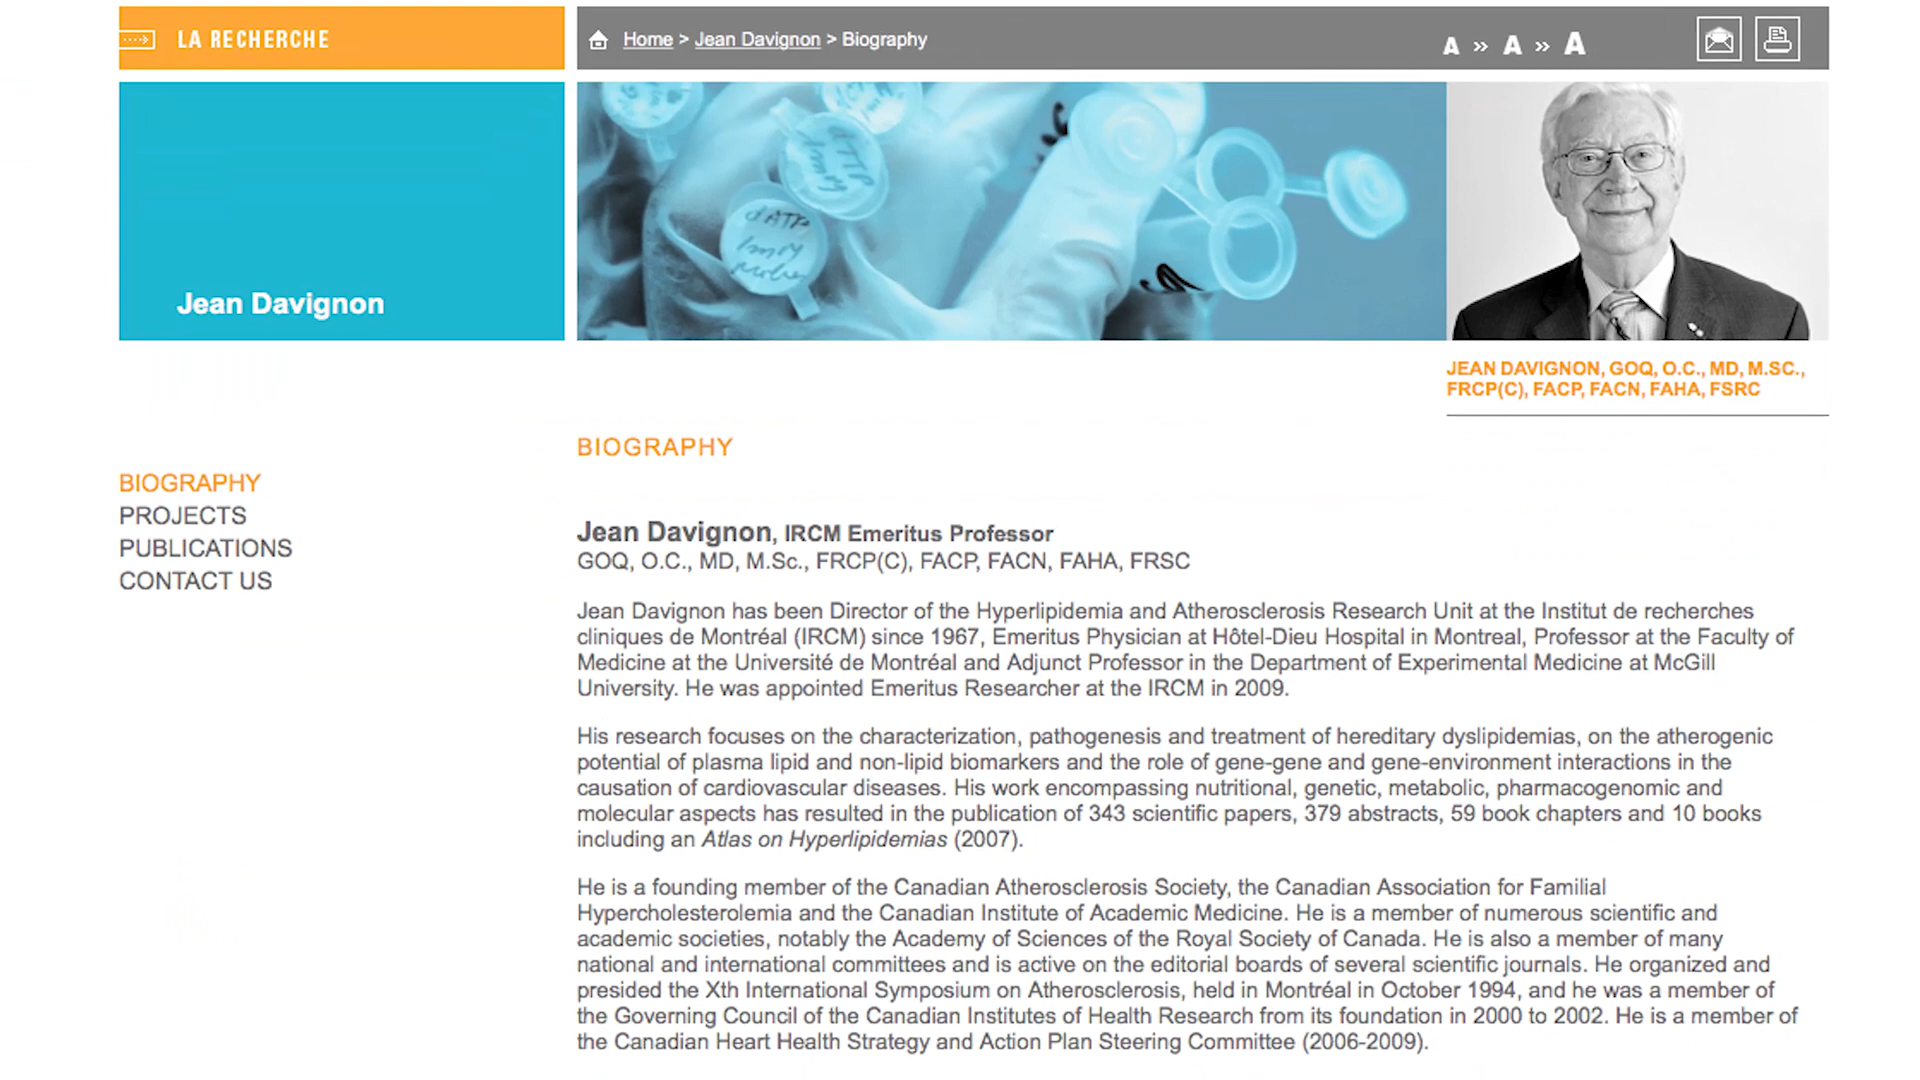 LA RECHERCHE
Home > Jean Davignon > Biography
A » A » A
Jean Davignon
dATP
JEAN DAVIGNON, GOQ, O.C., MD, M.SC.,
FRCP(C), FACP, FACN, FAHA, FSRC
BIOGRAPHY
PROJECTS
PUBLICATIONS
CONTACT US
BIOGRAPHY
Jean Davignon, IRCM Emeritus Professor
GOQ, O.C., MD, M.Sc., FRCP(C), FACP, FACN, FAHA, FRSC
Jean Davignon has been Director of the Hyperlipidemia and Atherosclerosis Research Unit at the Institut de recherches
cliniques de Montréal (IRCM) since 1967, Emeritus Physician at Hôtel-Dieu Hospital in Montreal, Professor at the Faculty of
Medicine at the Université de Montréal and Adjunct Professor in the Department of Experimental Medicine at McGill
University. He was appointed Emeritus Researcher at the IRCM in 2009.
His research focuses on the characterization, pathogenesis and treatment of hereditary dyslipidemias, on the atherogenic
potential of plasma lipid and non-lipid biomarkers and the role of gene-gene and gene-environment interactions in the
causation of cardiovascular diseases. His work encompassing nutritional, genetic, metabolic, pharmacogenomic and
molecular aspects has resulted in the publication of 343 scientific papers, 379 abstracts, 59 book chapters and 10 books
including an Atlas on Hyperlipidemias (2007).
He is a founding member of the Canadian Atherosclerosis Society, the Canadian Association for Familial
Hypercholesterolemia and the Canadian Institute of Academic Medicine. He is a member of numerous scientific and
academic societies, notably the Academy of Sciences of the Royal Society of Canada. He is also a member of many
national and international committees and is active on the editorial boards of several scientific journals. He organized and
presided the Xth International Symposium on Atherosclerosis, held in Montréal in October 1994, and he was a member of
the Governing Council of the Canadian Institutes of Health Research from its foundation in 2000 to 2002. He is a member of
the Canadian Heart Health Strategy and Action Plan Steering Committee (2006-2009).